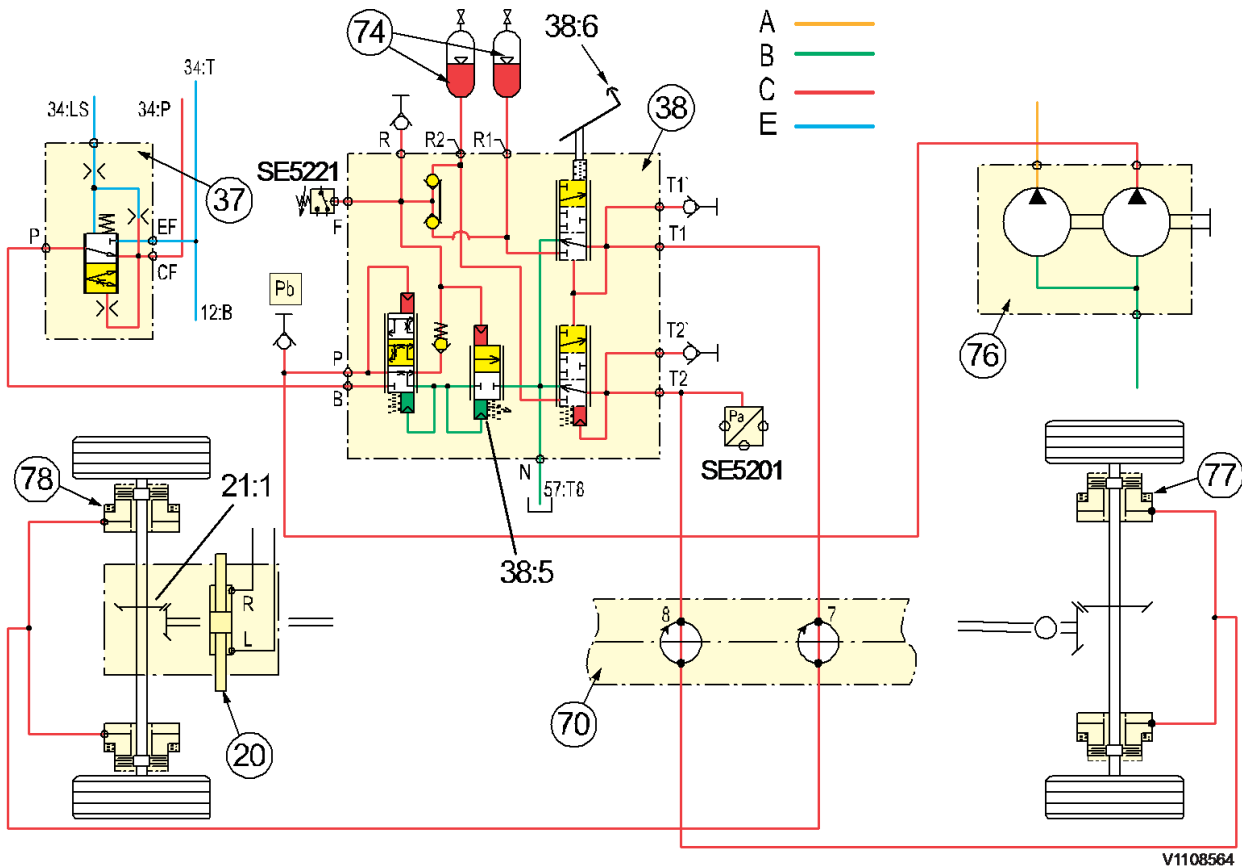 A
B
C
E
74
38:6
34:T
34:LS
34:P
R
R2
R1
38
37
SE5221
F
T1`
T1
P
EF
CF
12:B
Pb
76
T2`
T2
P
B
Pa
SE5201
N
57:T8
78
21:1
38:5
77
R
L
8
7
20
70
V1108564